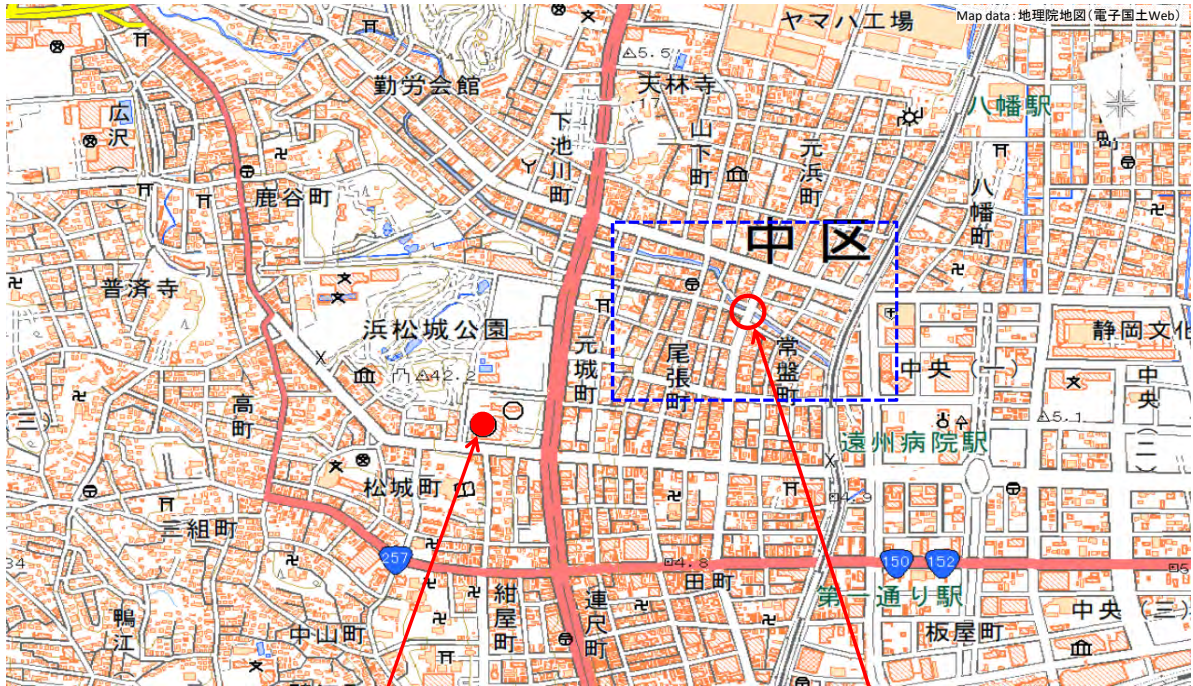 ヤマハ工場
Map data：地理院地図（電子国土Web）
5.5
勤労会館
天林寺
17
八幡駅
広沢
下池川町
山下町
元浜町
八幡町
鹿谷町
中区
普済寺
浜松城公園
元城町
尾張町
常盤町
静岡文化
中央（一）
42.2
高町
中央（二）
三）
5.1
遠州病院駅
松城町
三組町
4.9
34
257
4.8
150
152
田町
第一通り駅
紺屋町
連尺町
鴨江
中山町
板屋町
中央（三）